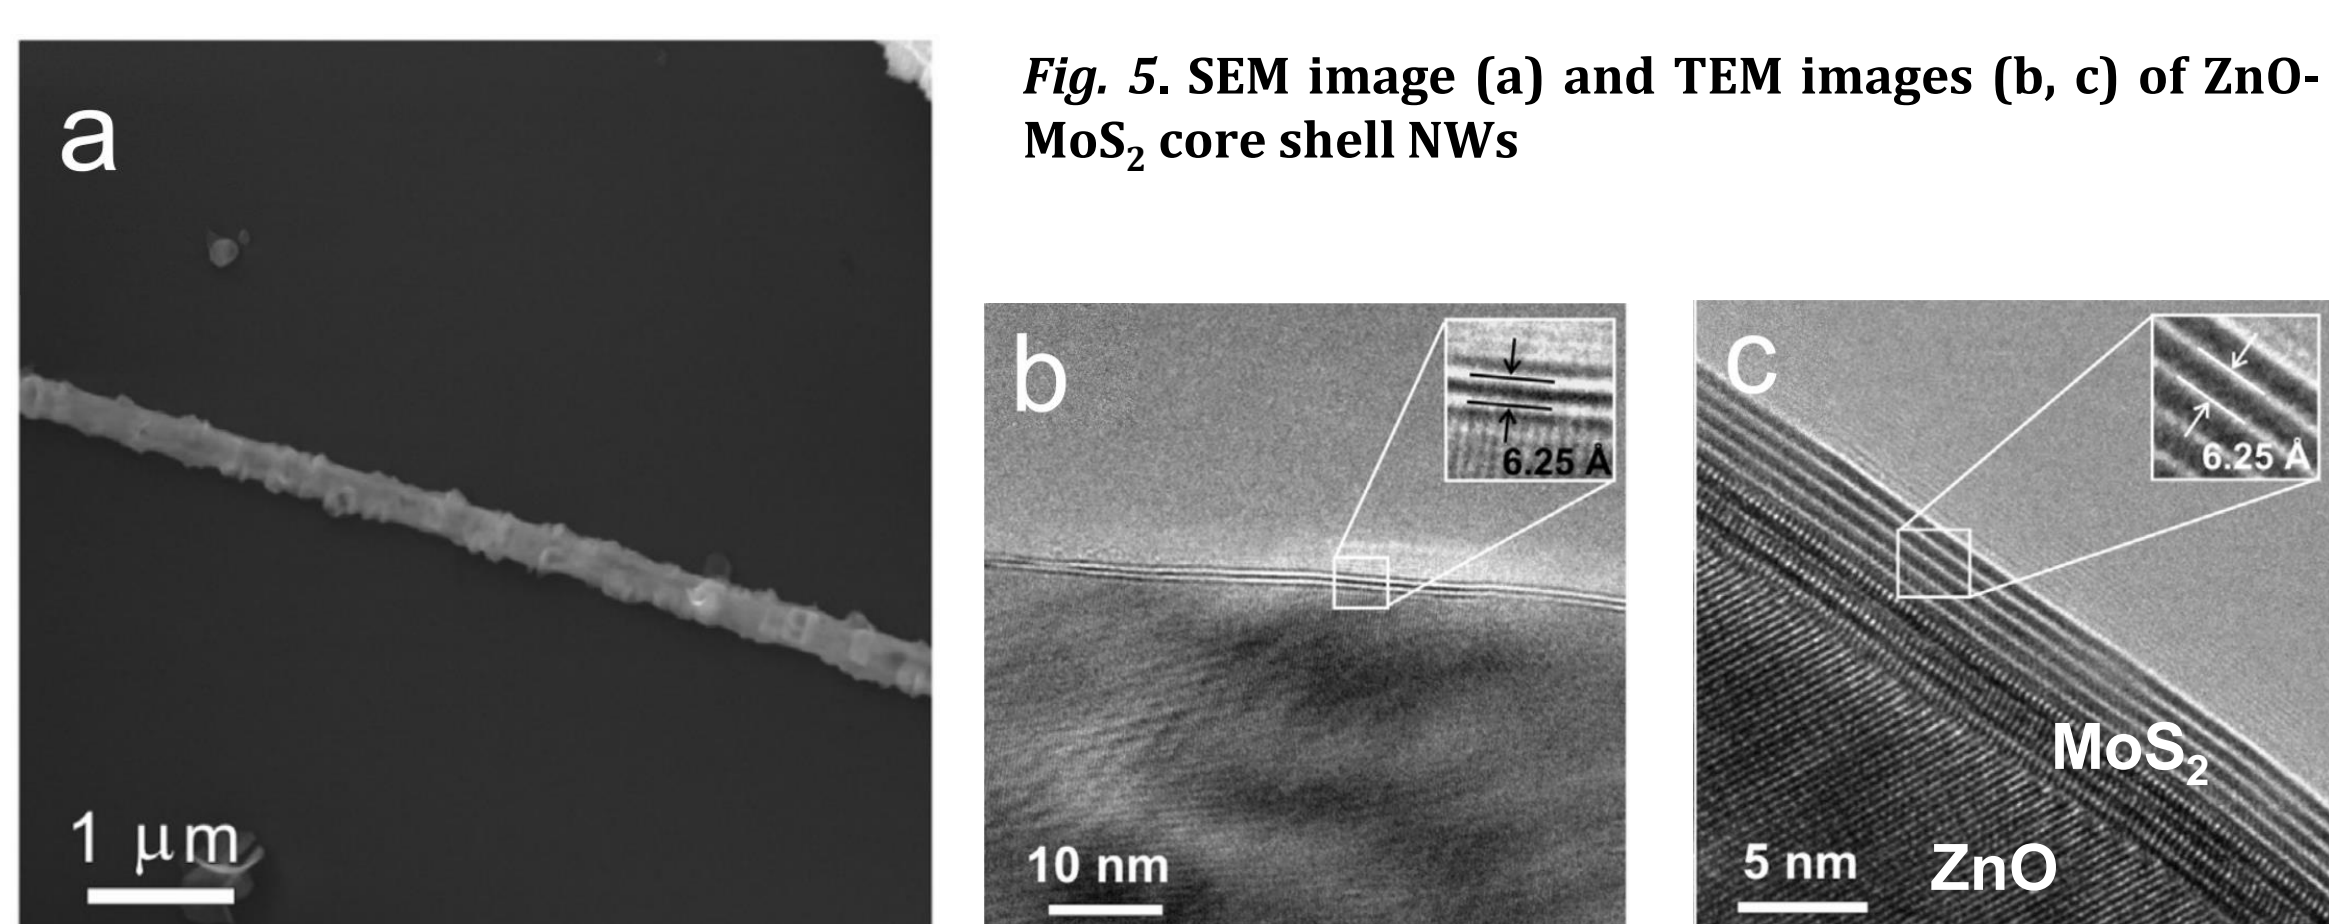 a
Fig. 5. SEM image (a) and TEM images (b, c) of ZnO-
MoS₂ core shell NWs
1 μm
b
6.25 Å
10 nm
c
6.25 Å
MoS₂
ZnO
5 nm